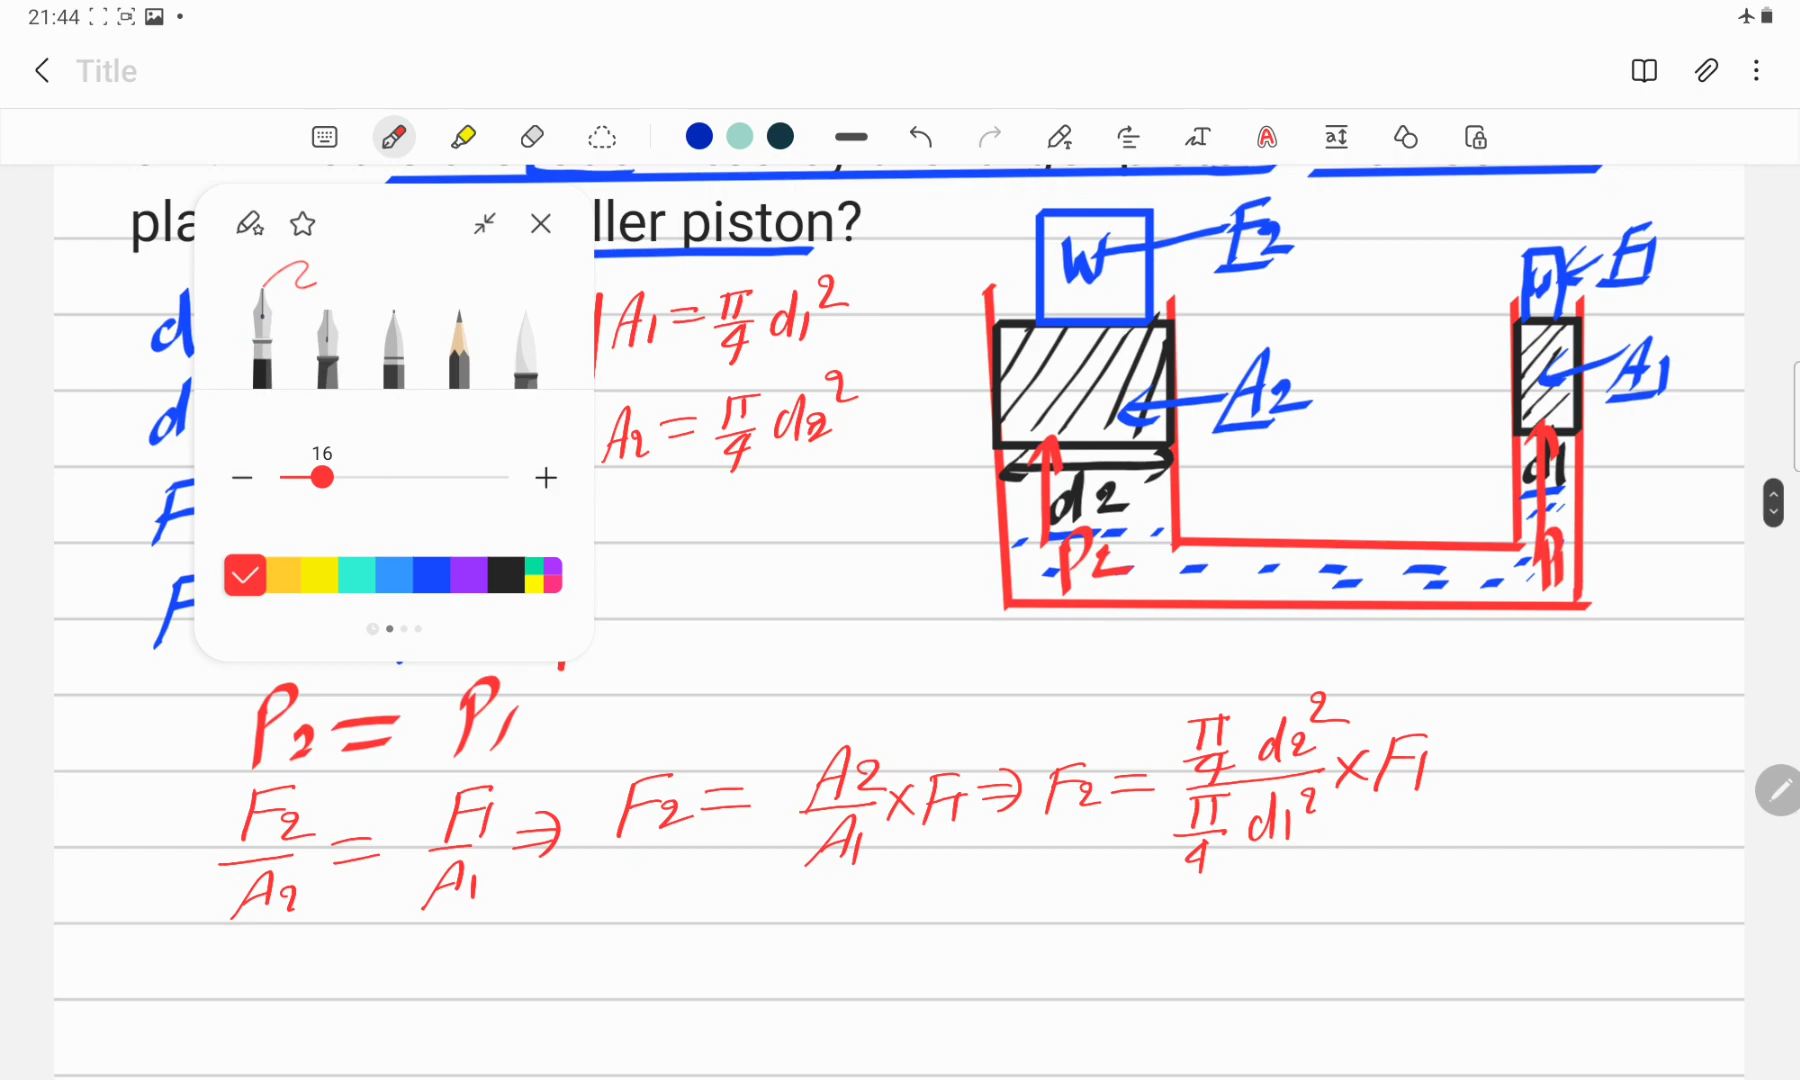 21:44
Title
pla ller piston?
d A1 = π/4 d1²
d A2 = π/4 d2²
F
F
16
W F2
W F1
A2
A1
d2
d1
P2
P1
P2 = P1
F2/A2 = F1/A1 ⇒ F2 = A2/A1 × F1 ⇒ F2 = (π/4 d2²)/(π/4 d1²) × F1